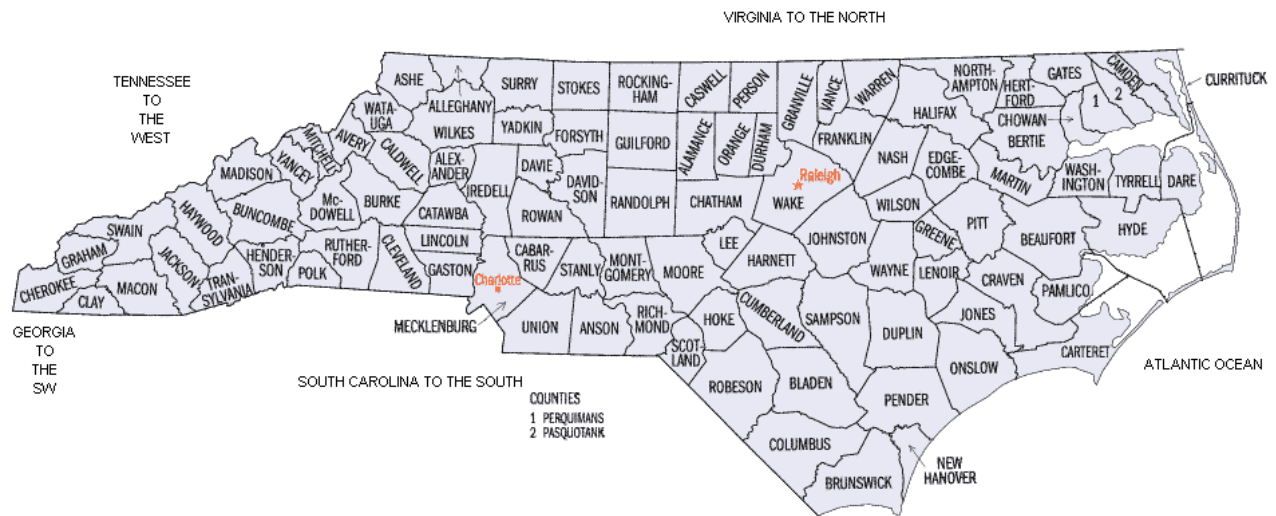 VIRGINIA TO THE NORTH
TENNESSEE
TO
THE
WEST
ASHE
ALLEGHANY
SURRY
STOKES
ROCKING-
HAM
CASWELL
PERSON
GRANVILLE
VANCE
WARREN
NORTH-
AMPTON
HERT-
FORD
GATES
CAMDEN
CURRITUCK
WATA-
UGA
WILKES
YADKIN
FORSYTH
GUILFORD
ALAMANCE
ORANGE
DURHAM
FRANKLIN
HALIFAX
CHOWAN
BERTIE
1
2
MITCHELL
AVERY
YANCEY
MADISON
CALDWELL
ALEX-
ANDER
IREDELL
DAVIE
DAVID-
SON
RANDOLPH
CHATHAM
Raleigh
WAKE
NASH
EDGE-
COMBE
MARTIN
WASH-
INGTON
TYRRELL
DARE
HAYWOOD
BUNCOMBE
Mc-
DOWELL
BURKE
CATAWBA
ROWAN
WILSON
PITT
BEAUFORT
HYDE
SWAIN
GRAHAM
CHEROKEE
CLAY
MACON
JACKSON
TRAN-
SYLVANIA
HENDER-
SON
POLK
RUTHER-
FORD
CLEVELAND
LINCOLN
GASTON
Charlotte
CABAR-
RUS
STANLY
MONT-
GOMERY
MOORE
LEE
HARNETT
JOHNSTON
WAYNE
GREENE
LENOIR
CRAVEN
PAMLICO
MECKLENBURG
UNION
ANSON
RICH-
MOND
SCOT-
LAND
HOKE
CUMBERLAND
SAMPSON
DUPLIN
JONES
ONSLOW
CARTERET
GEORGIA
TO
THE
SW
ATLANTIC OCEAN
SOUTH CAROLINA TO THE SOUTH
ROBESON
BLADEN
PENDER
COLUMBUS
BRUNSWICK
NEW
HANOVER
COUNTIES
1 PERQUIMANS
2 PASQUOTANK